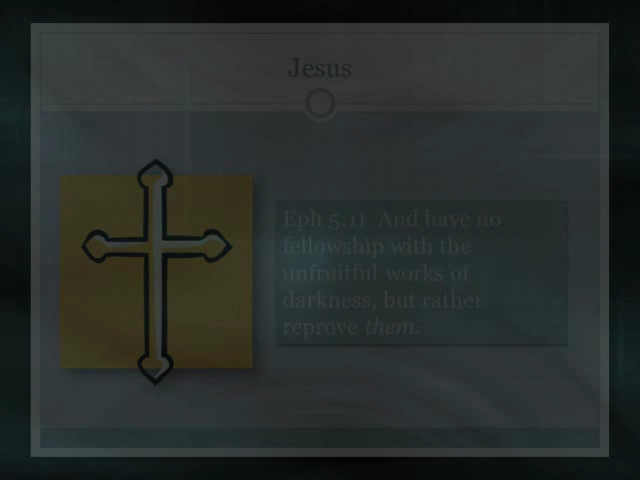 Jesus
Eph 5:11  And have no
fellowship with the
unfruitful works of
darkness, but rather
reprove them.